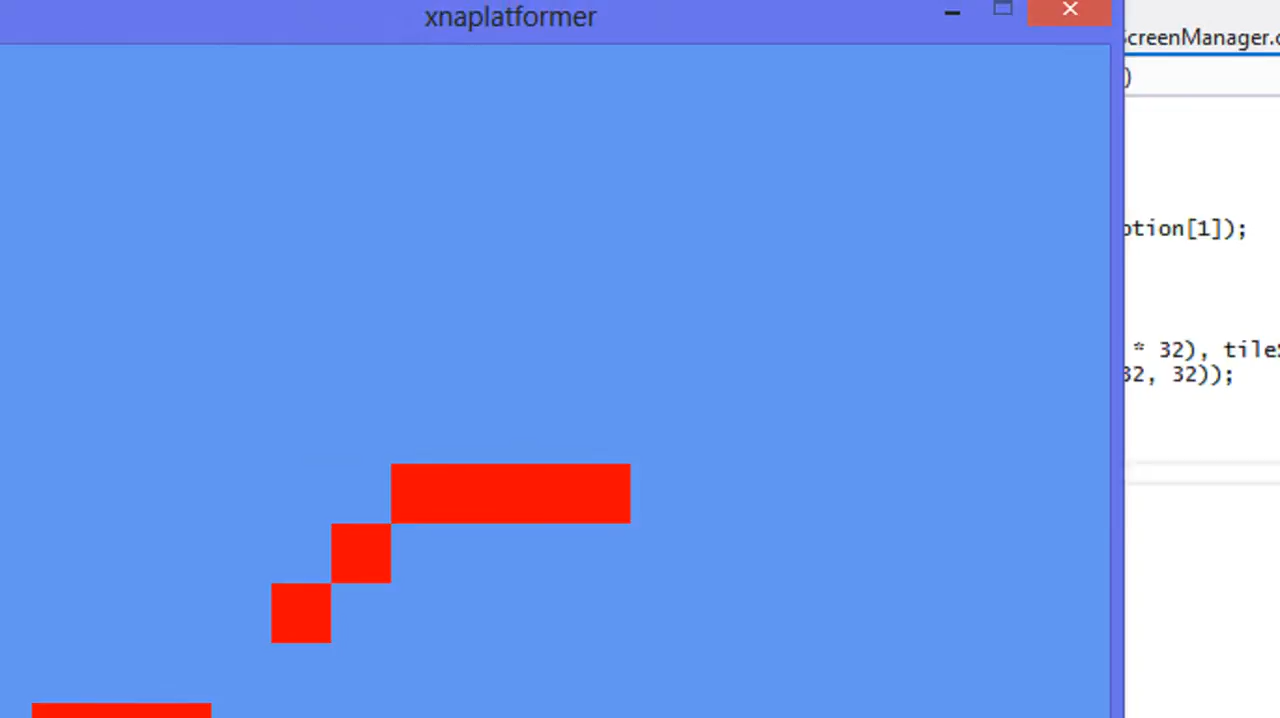 xnaplatformer
creenManager.c
)
ption[1]);
* 32), tile
32, 32));